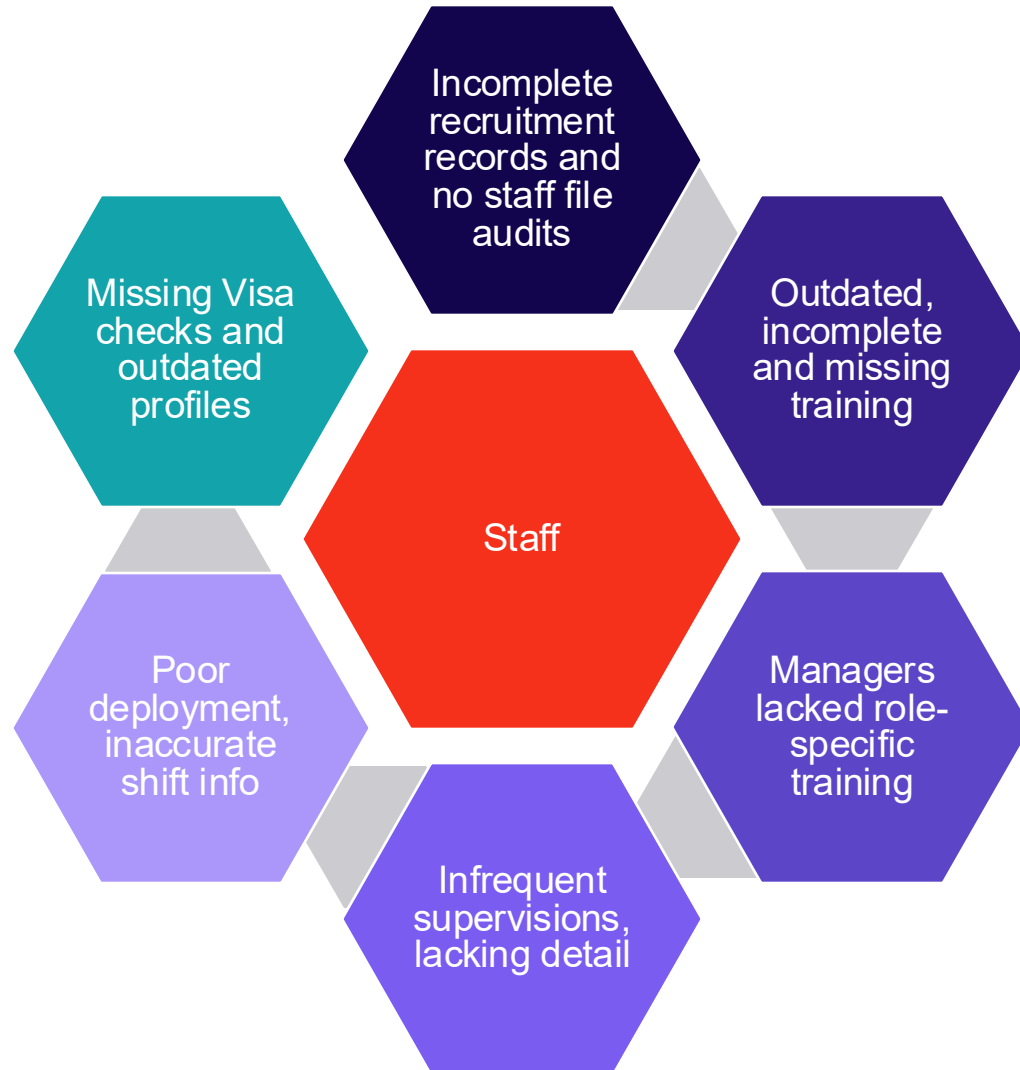 Incomplete
recruitment
records and
no staff file
audits
Outdated,
incomplete
and missing
training
Managers
lacked role-
specific
training
Infrequent
supervisions,
lacking detail
Poor
deployment,
inaccurate
shift info
Missing Visa
checks and
outdated
profiles
Staff